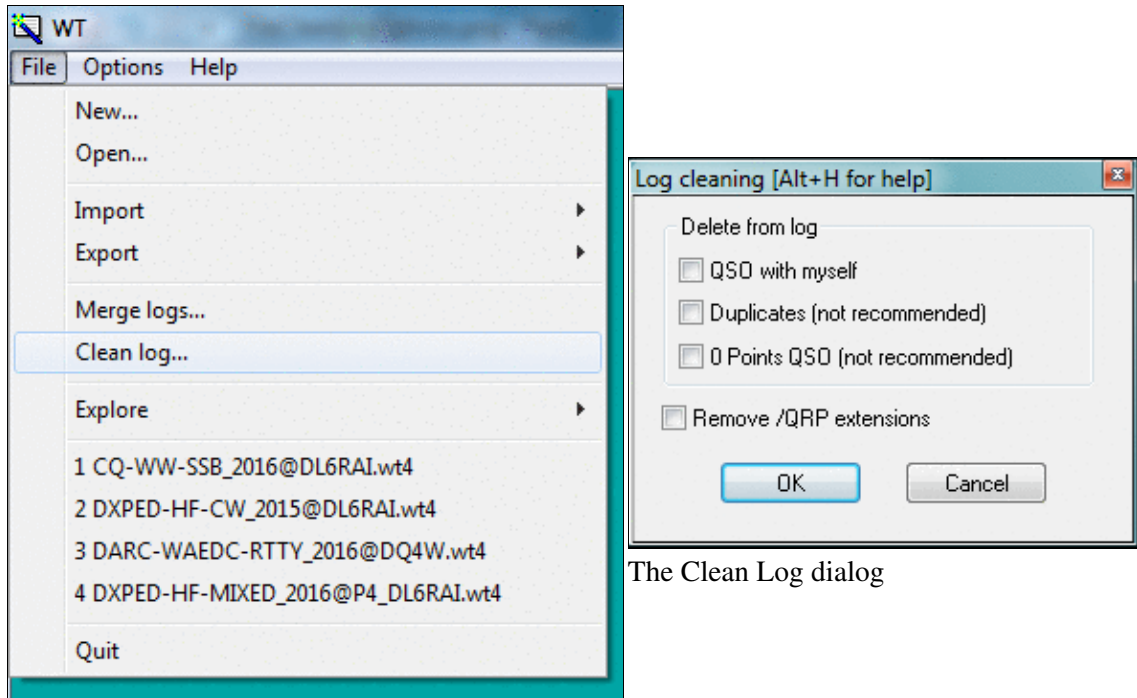 WT
File Options Help
New...
Open...
Import
Export
Merge logs...
Clean log...
Explore
1 CQ-WW-SSB_2016@DL6RAI.wt4
2 DXPED-HF-CW_2015@DL6RAI.wt4
3 DARC-WAEDC-RTTY_2016@DQ4W.wt4
4 DXPED-HF-MIXED_2016@P4_DL6RAI.wt4
Quit
Log cleaning [Alt+H for help]
Delete from log
QSO with myself
Duplicates (not recommended)
0 Points QSO (not recommended)
Remove /QRP extensions
OK Cancel
The Clean Log dialog